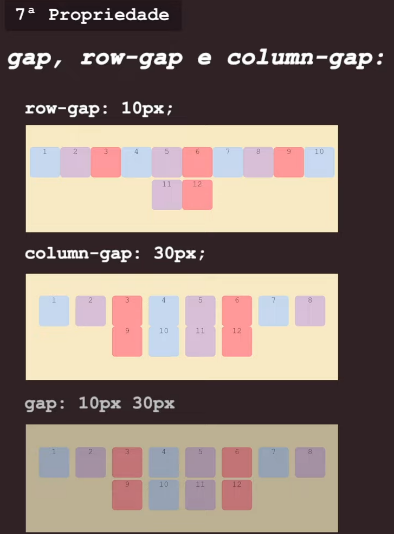 7ª Propriedade
gap, row-gap e column-gap:
row-gap: 10px;
1 2 3 4 5 6 7 8 9 10
11 12
column-gap: 30px;
1 2 3 4 5 6 7 8
9 10 11 12
gap: 10px 30px
1 2 3 4 5 6 7 8
9 10 11 12